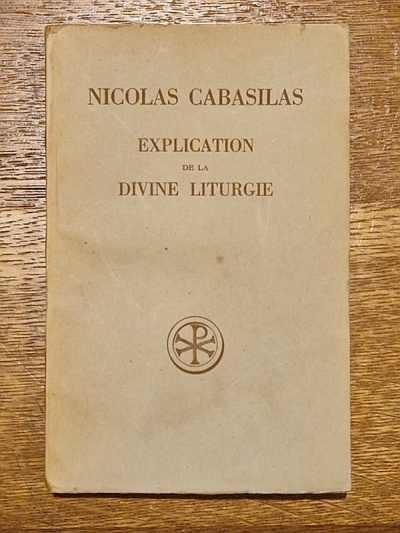 NICOLAS CABASILAS
EXPLICATION
DE LA
DIVINE LITURGIE